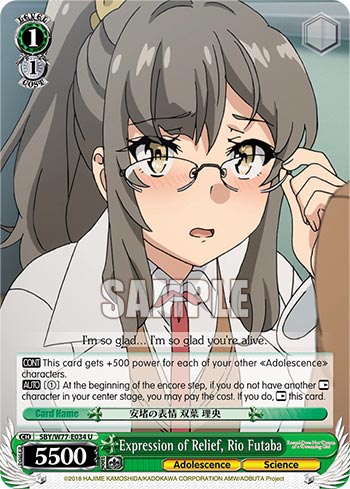 LEVEL
1
1
COST
SAMPLE
I'm so glad... I'm so glad you're alive.
CONT This card gets +500 power for each of your other «Adolescence»
characters.
AUTO [(1)] At the beginning of the encore step, if you do not have another
in your center stage, you may pay the cost. If you do, this card
Card Name 安堵の表情 双葉 理央
CH SBY/W77-E034 U
Expression of Relief, Rio Futaba
5500
Adolescence Science
©2018 HAJIME KAMOSHIDA/KADOKAWA CORPORATION AMW/AOBUTA Project